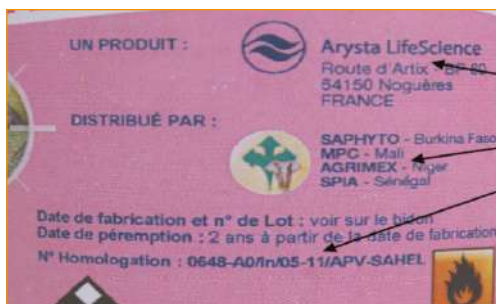 UN PRODUIT :
Arysta LifeScience
Route d'Artix - BP 80
64150 Noguères
FRANCE
DISTRIBUÉ PAR :
SAPHYTO - Burkina Faso
MPC - Mali
AGRIMEX - Niger
SPIA - Sénégal
Date de fabrication et n° de Lot : voir sur le bidon
Date de péremption : 2 ans à partir de la date de fabrication
N° Homologation : 0648-A0/In/05-11/APV-SAHEL